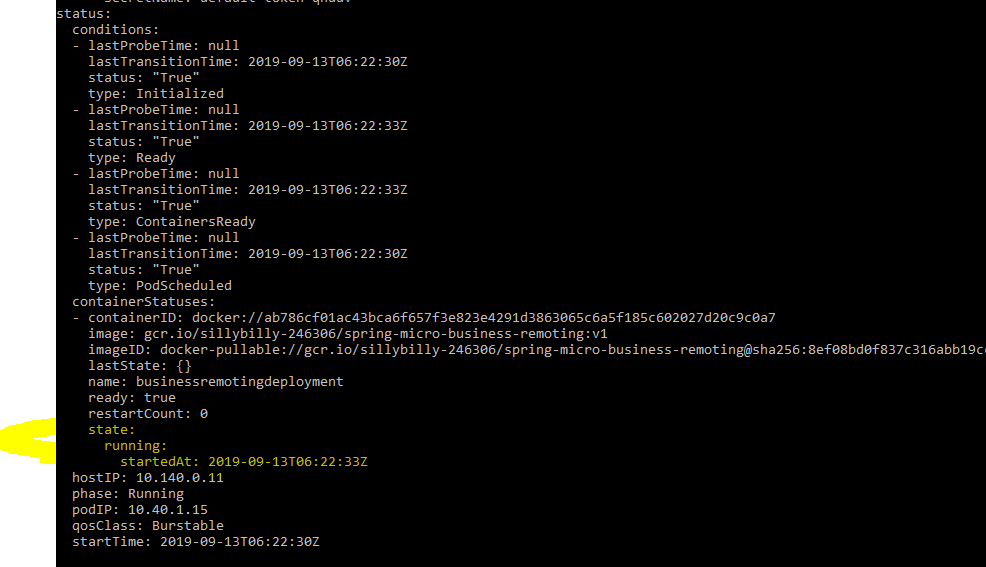 status:
conditions:
- lastProbeTime: null
lastTransitionTime: 2019-09-13T06:22:30Z
status: "True"
type: Initialized
- lastProbeTime: null
lastTransitionTime: 2019-09-13T06:22:33Z
status: "True"
type: Ready
- lastProbeTime: null
lastTransitionTime: 2019-09-13T06:22:33Z
status: "True"
type: ContainersReady
- lastProbeTime: null
lastTransitionTime: 2019-09-13T06:22:30Z
status: "True"
type: PodScheduled
containerStatuses:
- containerID: docker://ab786cf01ac43bca6f657f3e823e4291d3863065c6a5f185c602027d20c9c0a7
image: gcr.io/sillybilly-246306/spring-micro-business-remoting:v1
imageID: docker-pullable://gcr.io/sillybilly-246306/spring-micro-business-remoting@sha256:8ef08bd0f837c316abb19c
lastState: {}
name: businessremotingdeployment
ready: true
restartCount: 0
state:
running:
startedAt: 2019-09-13T06:22:33Z
hostIP: 10.140.0.11
phase: Running
podIP: 10.40.1.15
qosClass: Burstable
startTime: 2019-09-13T06:22:30Z